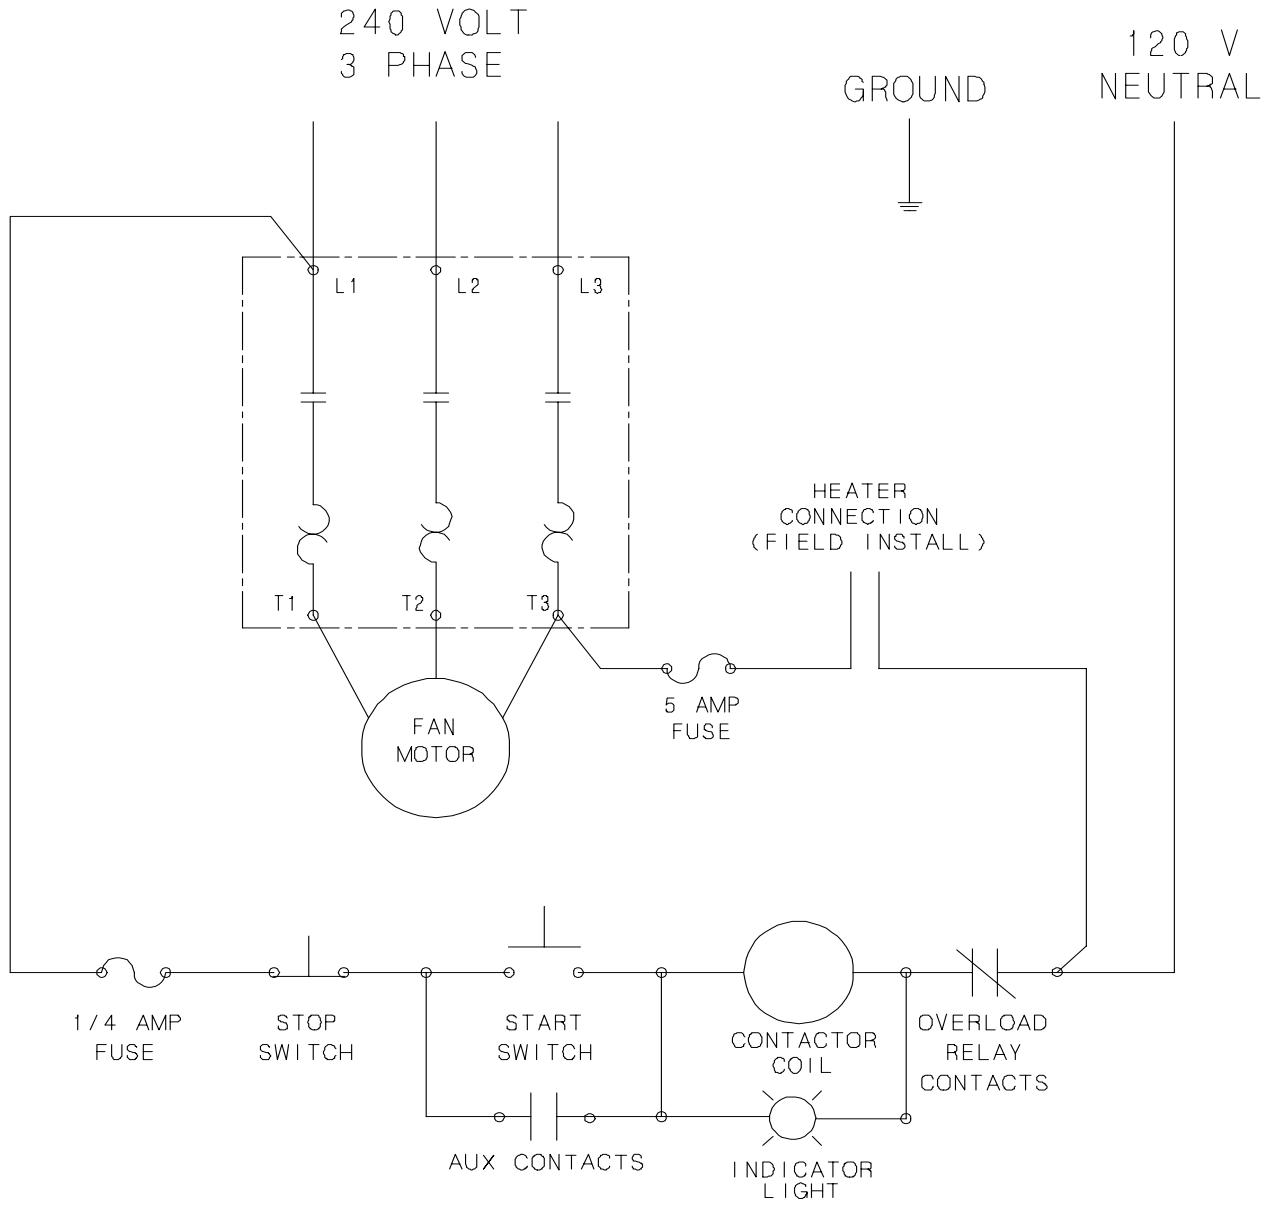 240 VOLT
3 PHASE
GROUND
120 V
NEUTRAL
L1
L2
L3
HEATER
CONNECTION
(FIELD INSTALL)
T1
T2
T3
5 AMP
FUSE
FAN
MOTOR
1/4 AMP
FUSE
STOP
SWITCH
START
SWITCH
CONTACTOR
COIL
OVERLOAD
RELAY
CONTACTS
AUX CONTACTS
INDICATOR
LIGHT